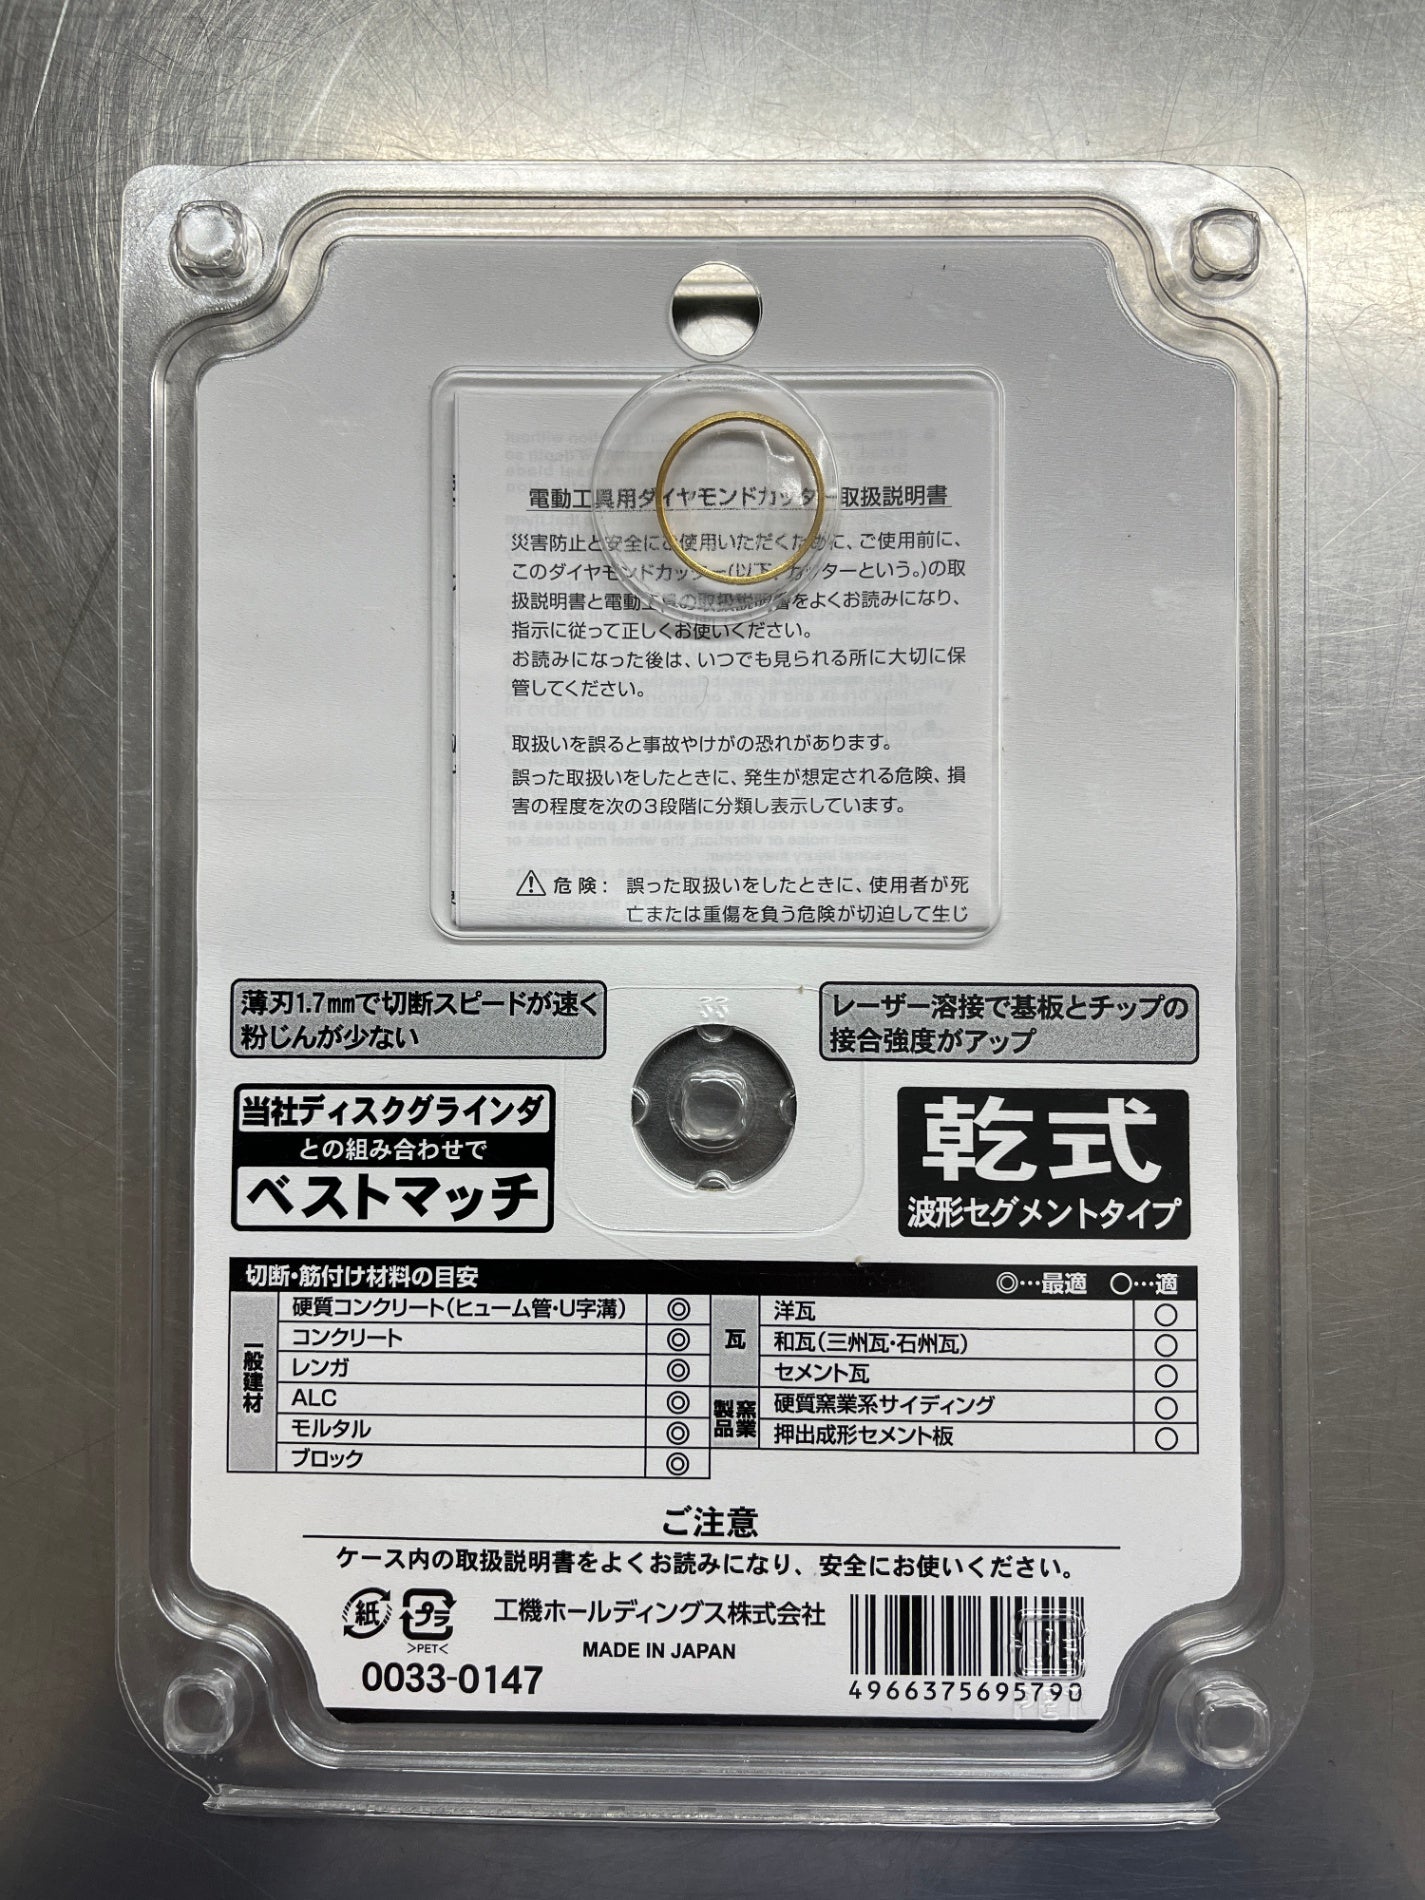 電動工具用ダイヤモンドカッター取扱説明書
災害防止と安全にご使用いただくために、ご使用前に、
このダイヤモンドカッター(以下、カッターという。)の取
扱説明書と電動工具の取扱説明書をよくお読みになり、
指示に従って正しくお使いください。
お読みになった後は、いつでも見られる所に大切に保
管してください。
取扱いを誤ると事故やけがの恐れがあります。
誤った取扱いをしたときに、発生が想定される危険、損
害の程度を次の3段階に分類し表示しています。
⚠ 危険: 誤った取扱いをしたときに、使用者が死
亡または重傷を負う危険が切迫して生じ
薄刃1.7mmで切断スピードが速く
粉じんが少ない
レーザー溶接で基板とチップの
接合強度がアップ
当社ディスクグラインダ
との組み合わせで
ベストマッチ
乾式
波形セグメントタイプ
切断・筋付け材料の目安 ◎…最適 ○…適
一般建材
硬質コンクリート(ヒューム管・U字溝) ◎
コンクリート ◎
レンガ ◎
ALC ◎
モルタル ◎
ブロック ◎
瓦
洋瓦 ○
和瓦(三州瓦・石州瓦) ○
セメント瓦 ○
窯業製品
硬質窯業系サイディング ○
押出成形セメント板 ○
ご注意
ケース内の取扱説明書をよくお読みになり、安全にお使いください。
紙 プラ
>PET<
工機ホールディングス株式会社
MADE IN JAPAN
0033-0147
4966375695790